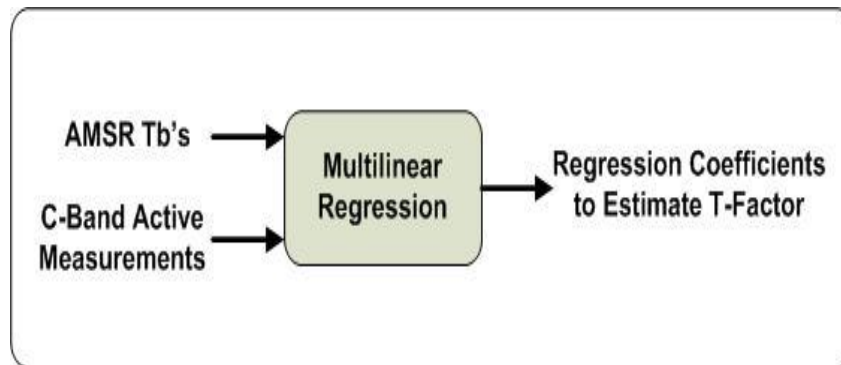 AMSR Tb's
C-Band Active
Measurements
Multilinear
Regression
Regression Coefficients
to Estimate T-Factor